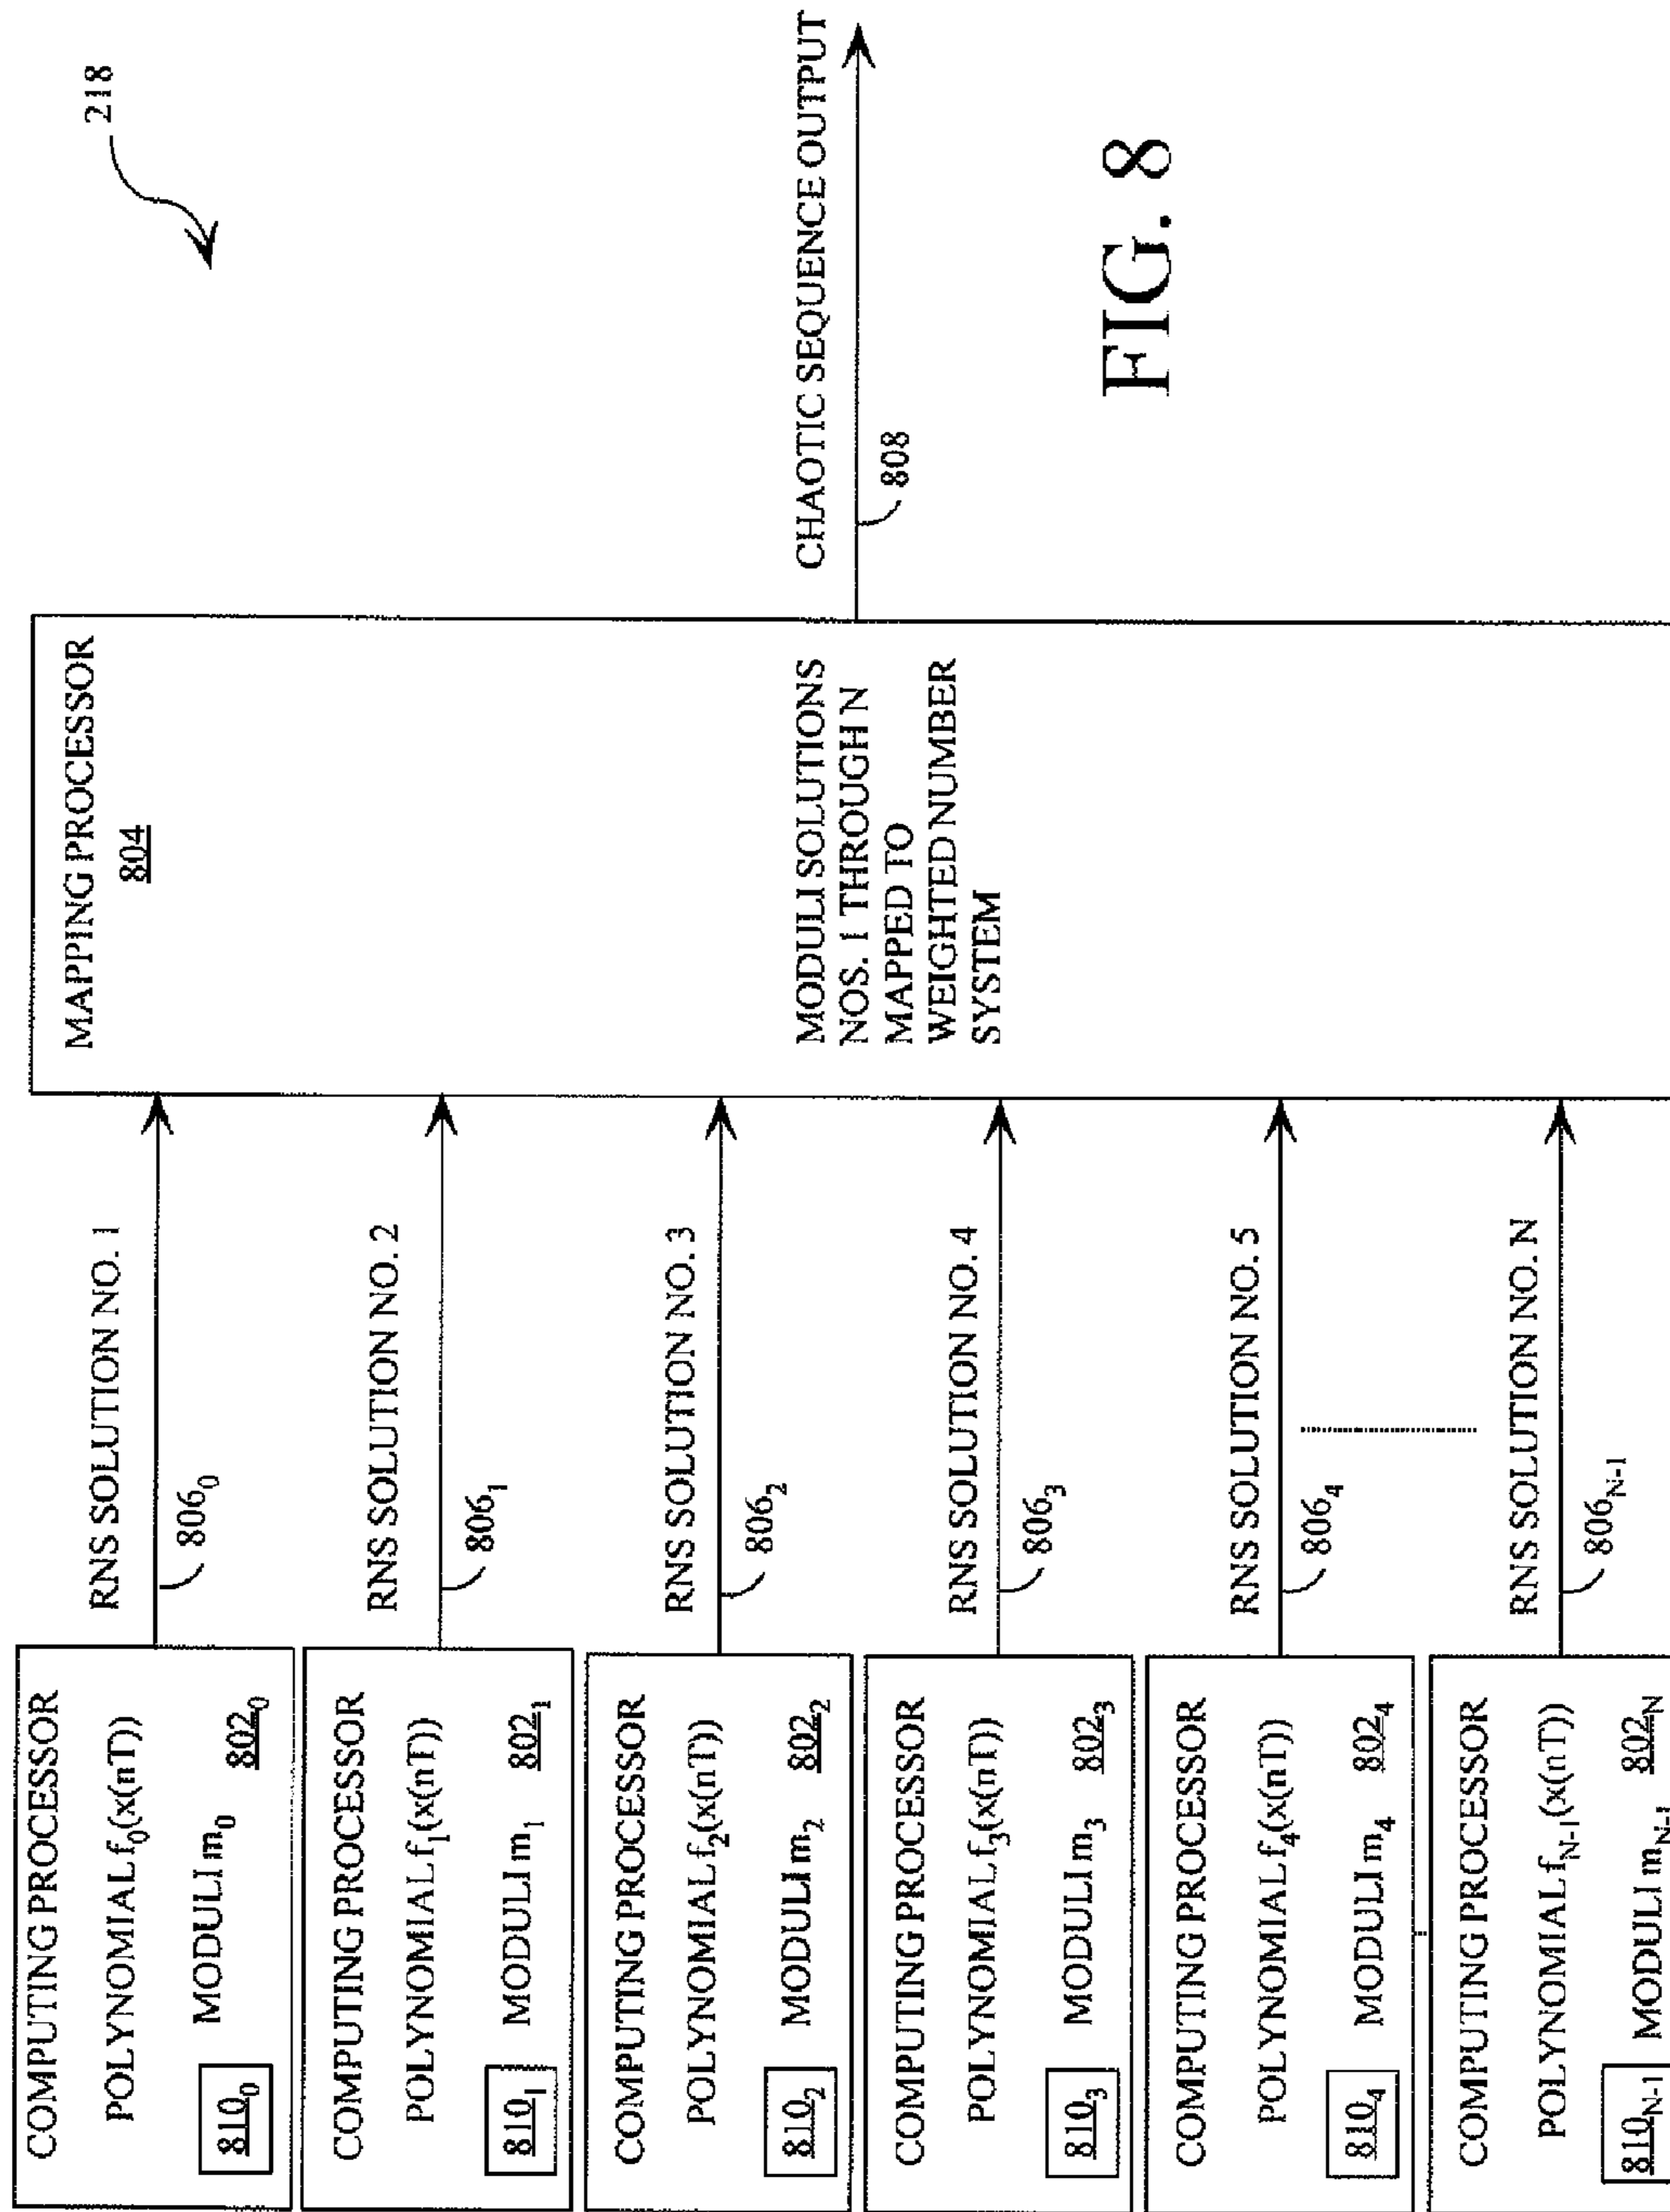 218
COMPUTING PROCESSOR
POLYNOMIAL f₀(x(nT))
MODULI m₀
802₀
810₀
RNS SOLUTION NO. 1
806₀
COMPUTING PROCESSOR
POLYNOMIAL f₁(x(nT))
810₁
MODULI m₁
802₁
RNS SOLUTION NO. 2
806₁
COMPUTING PROCESSOR
POLYNOMIAL f₂(x(nT))
810₂
MODULI m₂
802₂
RNS SOLUTION NO. 3
806₂
COMPUTING PROCESSOR
POLYNOMIAL f₃(x(nT))
810₃
MODULI m₃
802₃
RNS SOLUTION NO. 4
806₃
COMPUTING PROCESSOR
POLYNOMIAL f₄(x(nT))
810₄
MODULI m₄
802₄
RNS SOLUTION NO. 5
806₄
COMPUTING PROCESSOR
POLYNOMIAL f_N-1(x(nT))
810_N-1
MODULI m_N-1
802_N
RNS SOLUTION NO. N
806_N-1
MAPPING PROCESSOR
804
MODULI SOLUTIONS
NOS. 1 THROUGH N
MAPPED TO
WEIGHTED NUMBER
SYSTEM
CHAOTIC SEQUENCE OUTPUT
808
FIG. 8